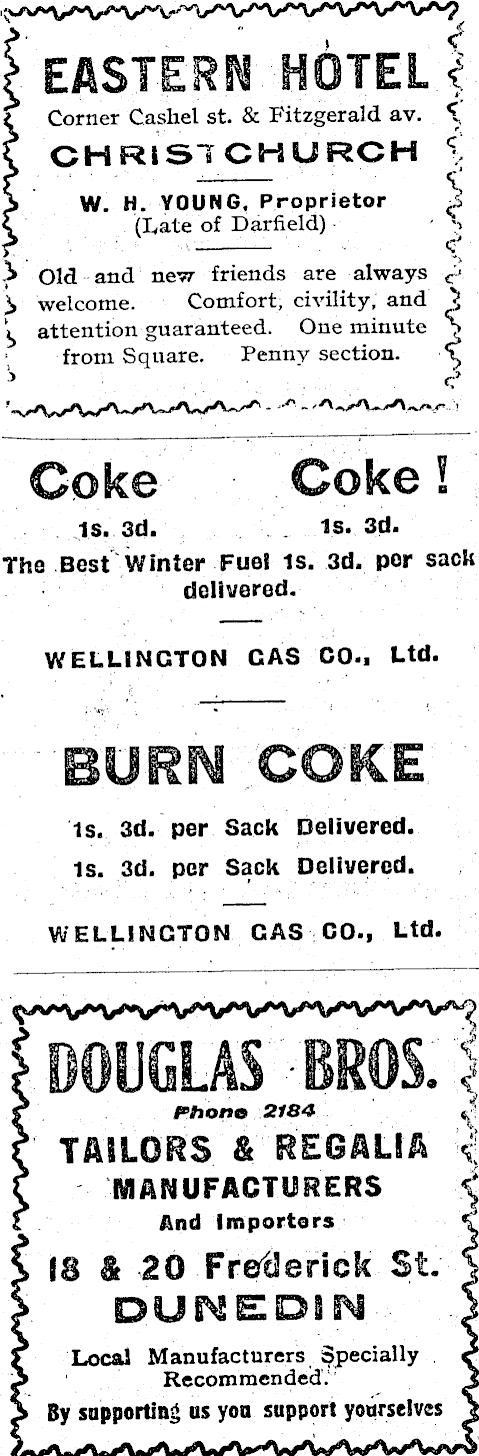 EASTERN HOTEL
Corner Cashel st. & Fitzgerald av.
CHRISTCHURCH
W. H. YOUNG, Proprietor
(Late of Darfield)
Old and new friends are always
welcome. Comfort, civility, and
attention guaranteed. One minute
from Square. Penny section.
Coke Coke !
1s. 3d. 1s. 3d.
The Best Winter Fuel 1s. 3d. per sack
delivered.
WELLINGTON GAS CO., Ltd.
BURN COKE
1s. 3d. per Sack Delivered.
1s. 3d. per Sack Delivered.
WELLINGTON GAS CO., Ltd.
DOUGLAS BROS.
Phone 2184
TAILORS & REGALIA
MANUFACTURERS
And Importers
18 & 20 Frederick St.
DUNEDIN
Local Manufacturers Specially
Recommended.
By supporting us you support yourselves